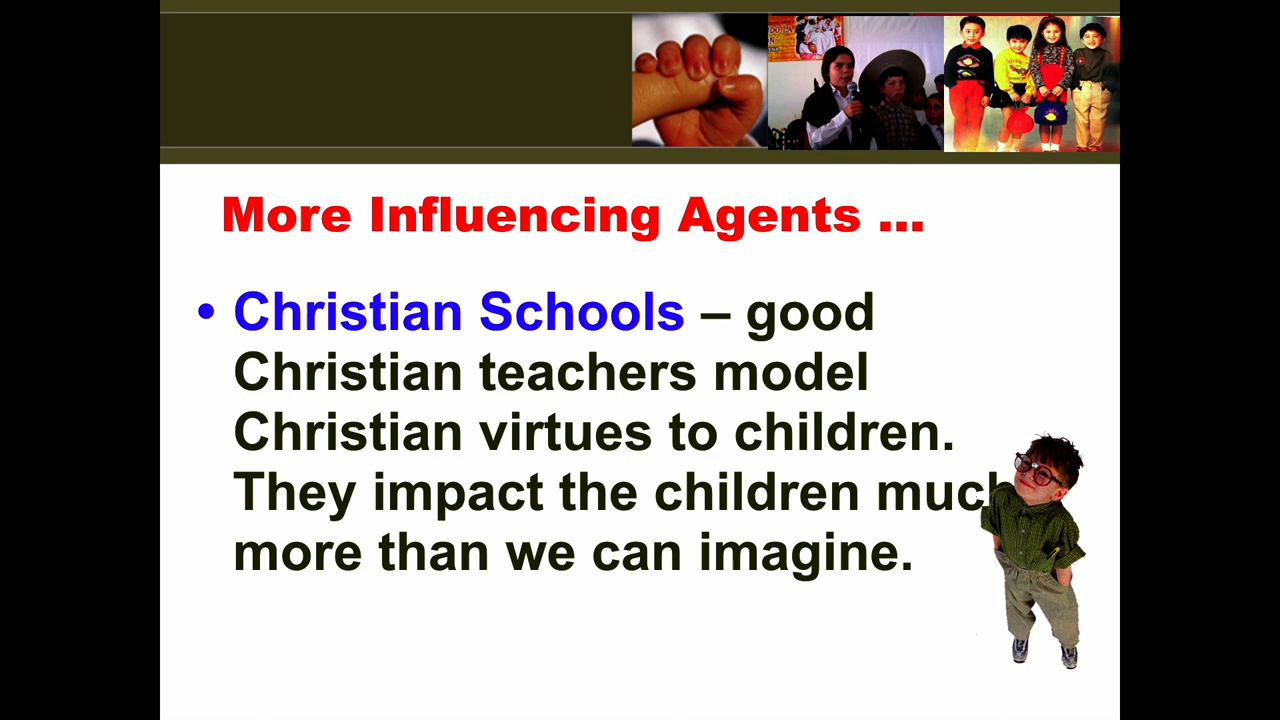 More Influencing Agents ...
• Christian Schools – good
Christian teachers model
Christian virtues to children.
They impact the children much
more than we can imagine.